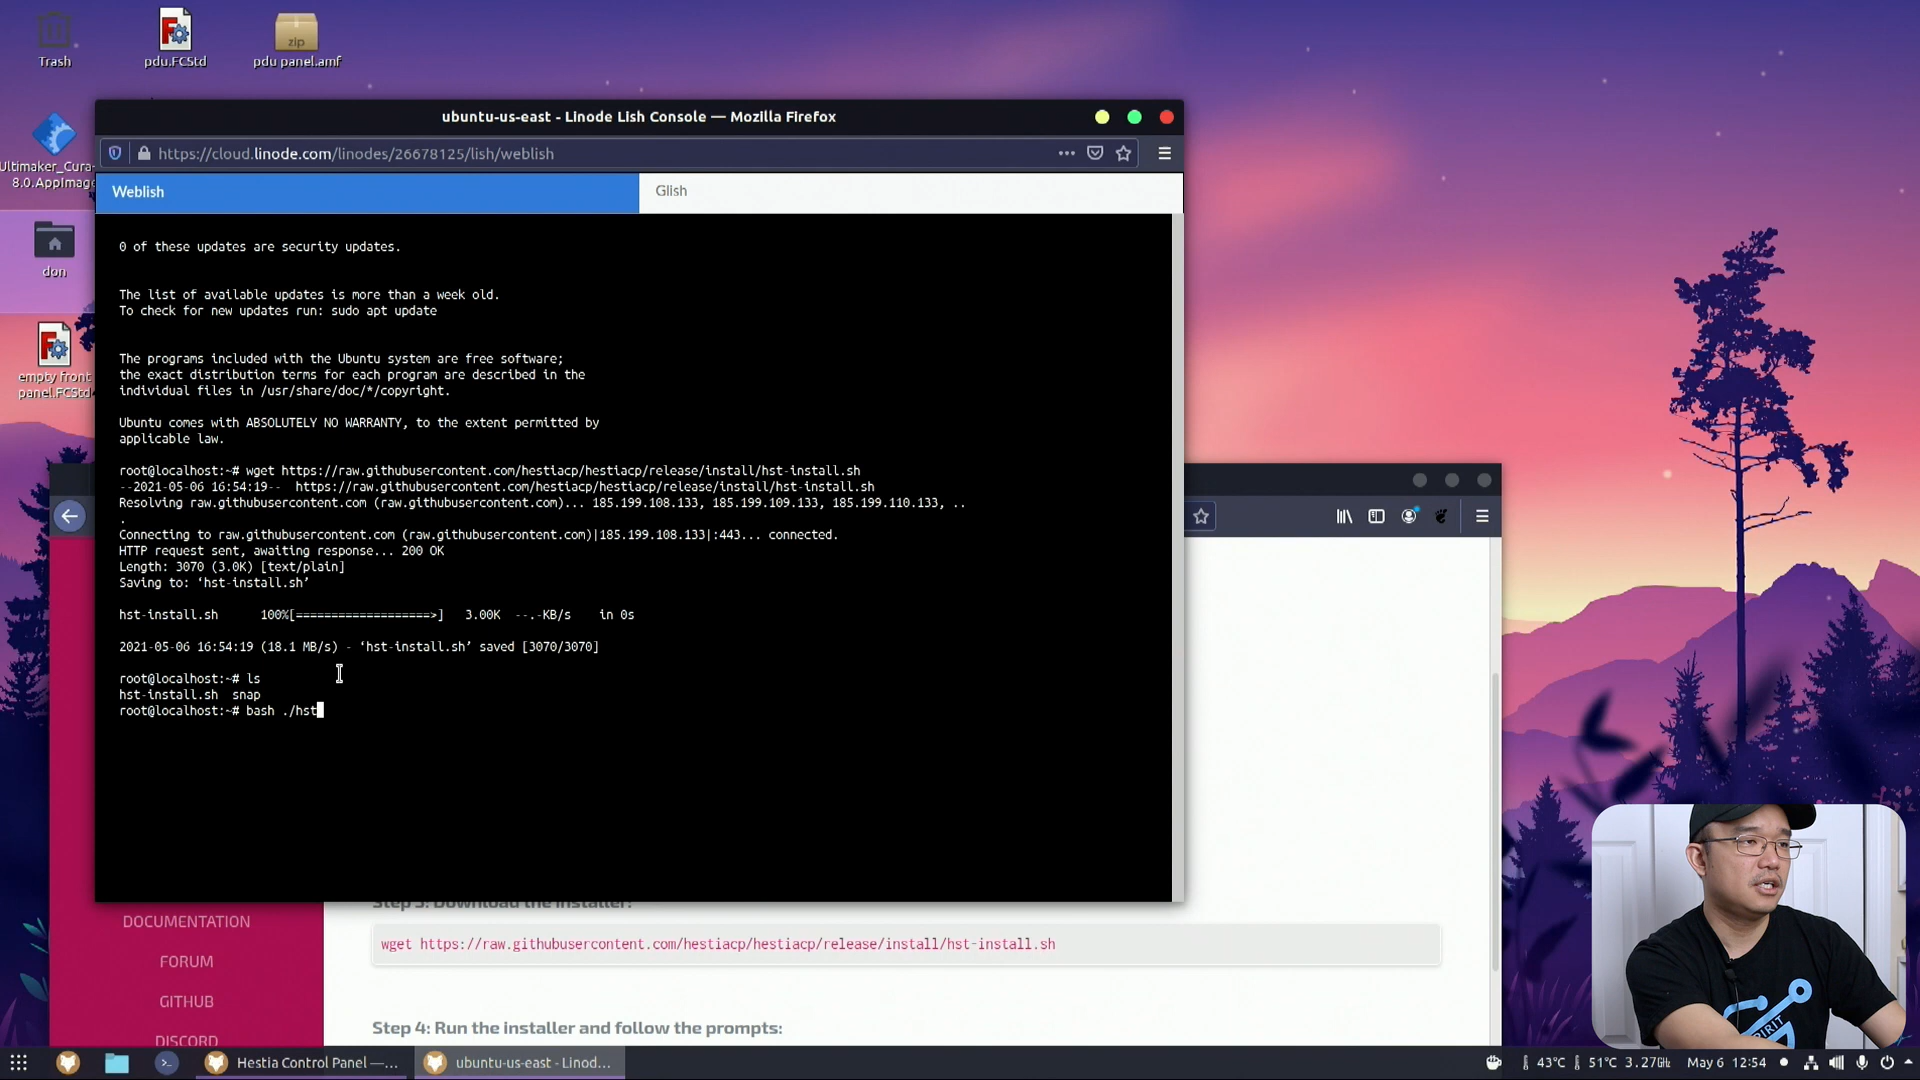 Trash
pdu.FCStd
zip
pdu panel.amf
Ultimaker_Cura-
8.0.AppImage
don
empty front
panel.FCStd
ubuntu-us-east - Linode Lish Console — Mozilla Firefox
https://cloud.linode.com/linodes/26678125/lish/weblish
Weblish
Glish
0 of these updates are security updates.
The list of available updates is more than a week old.
To check for new updates run: sudo apt update
The programs included with the Ubuntu system are free software;
the exact distribution terms for each program are described in the
individual files in /usr/share/doc/*/copyright.
Ubuntu comes with ABSOLUTELY NO WARRANTY, to the extent permitted by
applicable law.
root@localhost:~# wget https://raw.githubusercontent.com/hestiacp/hestiacp/release/install/hst-install.sh
--2021-05-06 16:54:19--  https://raw.githubusercontent.com/hestiacp/hestiacp/release/install/hst-install.sh
Resolving raw.githubusercontent.com (raw.githubusercontent.com)... 185.199.108.133, 185.199.109.133, 185.199.110.133, ..
.
Connecting to raw.githubusercontent.com (raw.githubusercontent.com)|185.199.108.133|:443... connected.
HTTP request sent, awaiting response... 200 OK
Length: 3070 (3.0K) [text/plain]
Saving to: ‘hst-install.sh’
hst-install.sh 100%[===================>] 3.00K --.-KB/s in 0s
2021-05-06 16:54:19 (18.1 MB/s) - ‘hst-install.sh’ saved [3070/3070]
root@localhost:~# ls
hst-install.sh  snap
root@localhost:~# bash ./hst
Step 3: Download the installer:
wget https://raw.githubusercontent.com/hestiacp/hestiacp/release/install/hst-install.sh
Step 4: Run the installer and follow the prompts:
DOCUMENTATION
FORUM
GITHUB
DISCORD
Hestia Control Panel —...
ubuntu-us-east - Linod...
43°C
51°C
3.27GHz
May 6 12:54